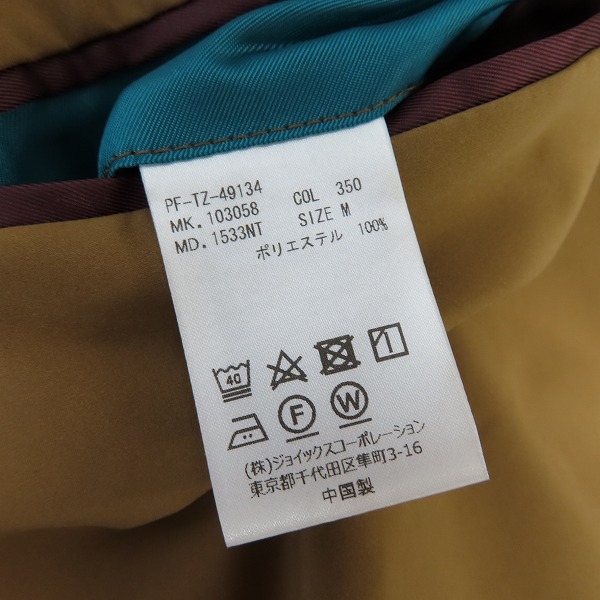 PF-TZ-49134 COL 350
MK. 103058 SIZE M
MD. 1533NT
ポリエステル 100%
40
F W
(株)ジョイックスコーポレーション
東京都千代田区隼町3-16
中国製